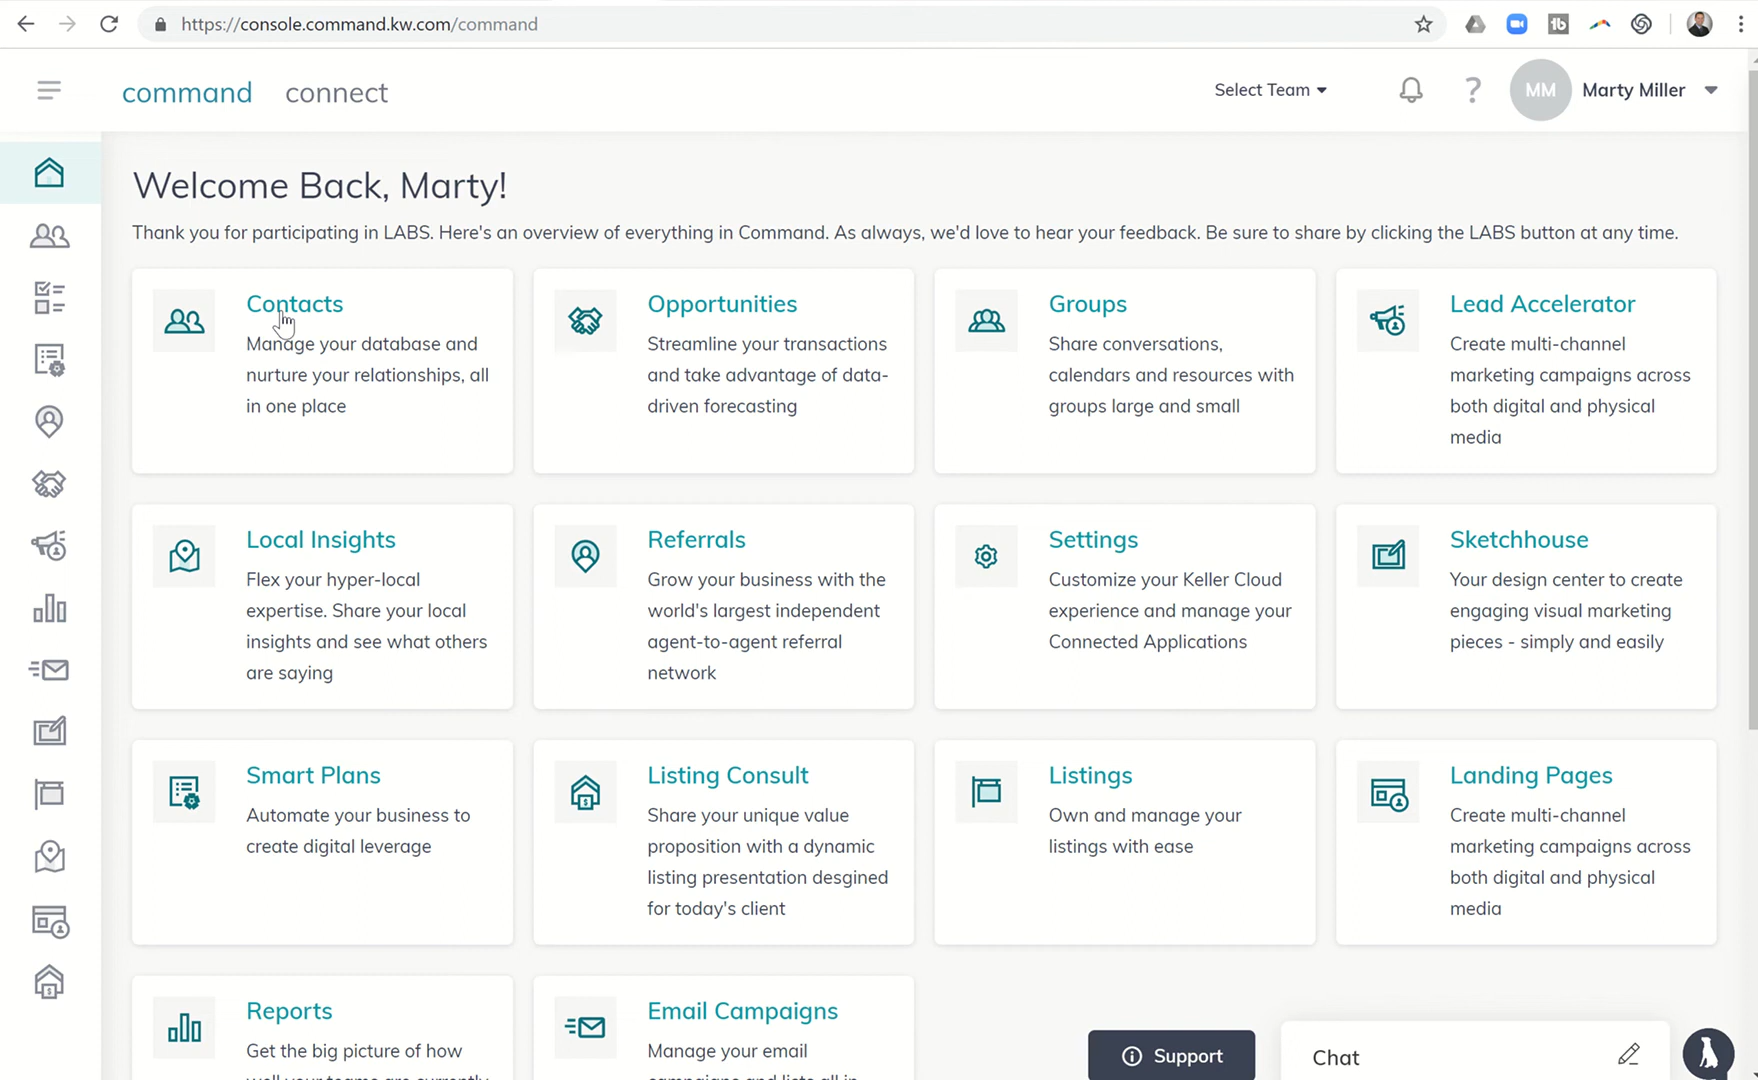 https://console.command.kw.com/command
command connect
Select Team
?
MM
Marty Miller
Welcome Back, Marty!
Thank you for participating in LABS. Here's an overview of everything in Command. As always, we'd love to hear your feedback. Be sure to share by clicking the LABS button at any time.
Contacts
Manage your database and
nurture your relationships, all
in one place
Opportunities
Streamline your transactions
and take advantage of data-
driven forecasting
Groups
Share conversations,
calendars and resources with
groups large and small
Lead Accelerator
Create multi-channel
marketing campaigns across
both digital and physical
media
Local Insights
Flex your hyper-local
expertise. Share your local
insights and see what others
are saying
Referrals
Grow your business with the
world's largest independent
agent-to-agent referral
network
Settings
Customize your Keller Cloud
experience and manage your
Connected Applications
Sketchhouse
Your design center to create
engaging visual marketing
pieces - simply and easily
Smart Plans
Automate your business to
create digital leverage
Listing Consult
Share your unique value
proposition with a dynamic
listing presentation desgined
for today's client
Listings
Own and manage your
listings with ease
Landing Pages
Create multi-channel
marketing campaigns across
both digital and physical
media
Reports
Get the big picture of how
well your teams are currently
Email Campaigns
Manage your email
campaigns and lists all in
Support
Chat